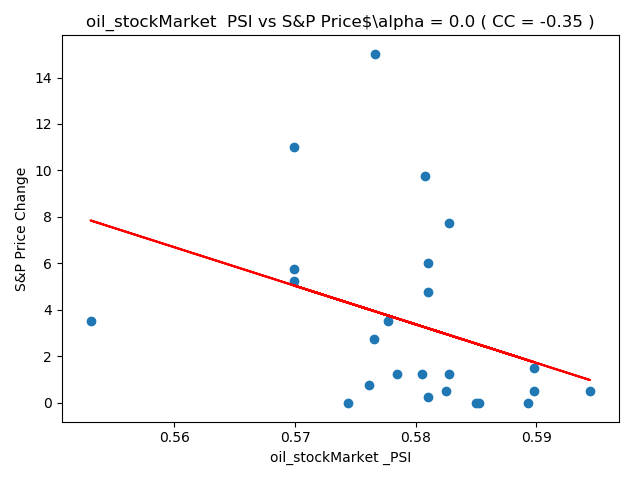 oil_stockMarket  PSI vs S&P Price$\alpha = 0.0 ( CC = -0.35 )
14
12
10
8
6
4
2
0
S&P Price Change
0.56 0.57 0.58 0.59
oil_stockMarket _PSI